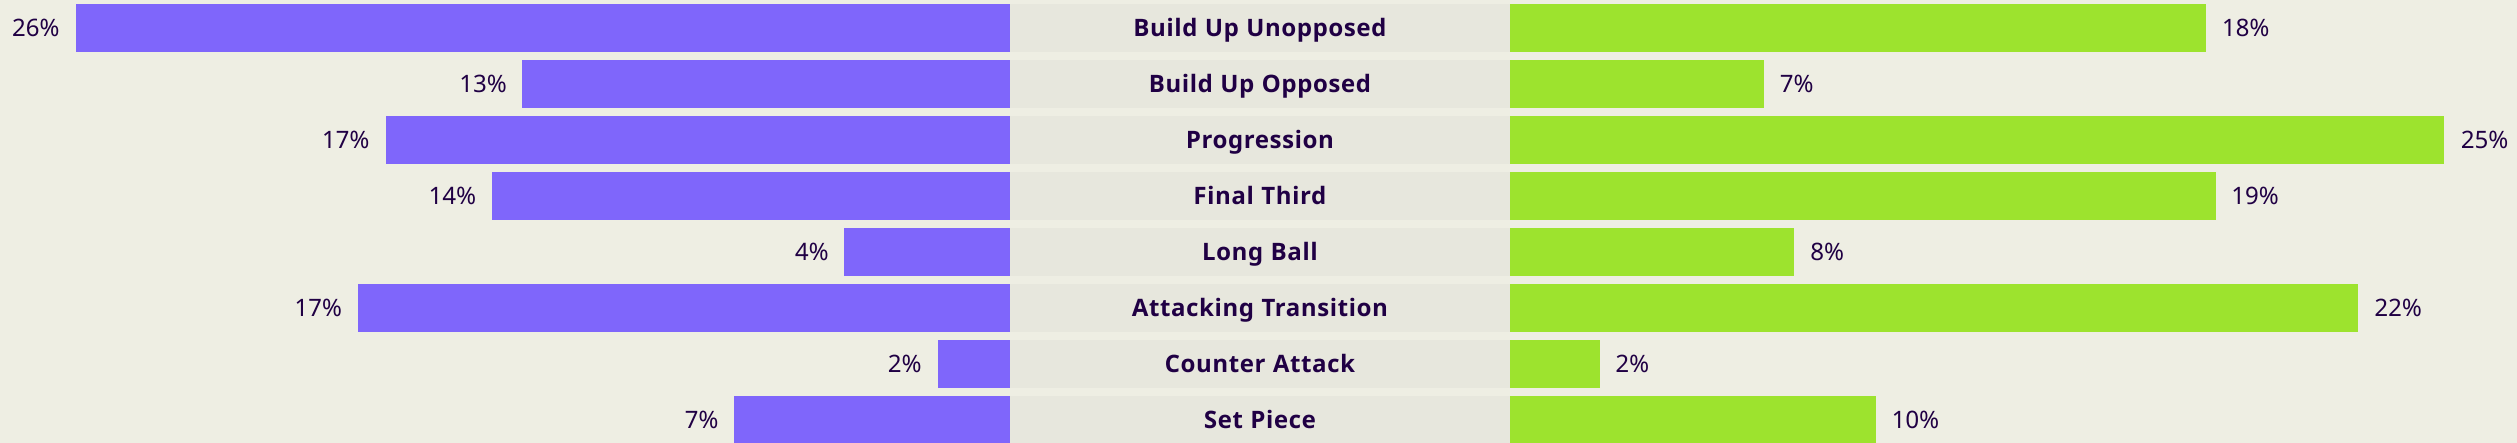 26% Build Up Unopposed 18%
13% Build Up Opposed 7%
17% Progression 25%
14% Final Third 19%
4% Long Ball 8%
17% Attacking Transition 22%
2% Counter Attack 2%
7% Set Piece 10%